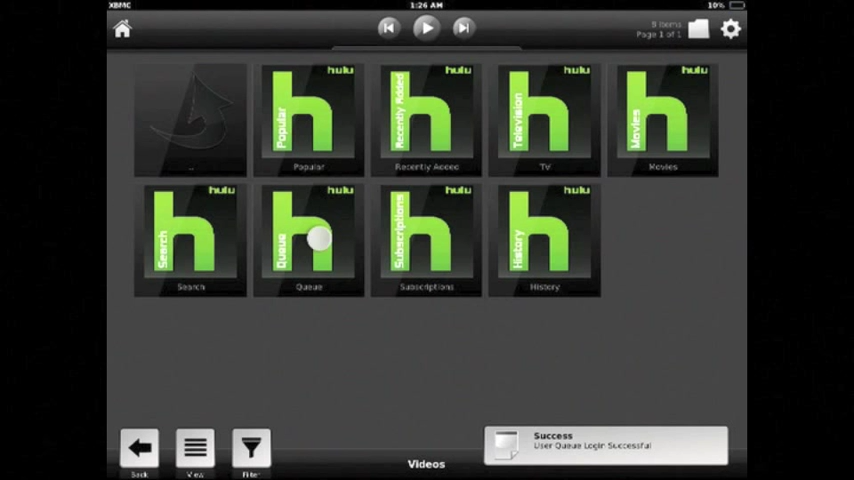 XBMC
1:26 AM
10%
8 Items
Page 1 of 1
hulu
Popular
hulu
Recently Added
hulu
Television
hulu
Movies
..
Popular
Recently Added
TV
Movies
hulu
Search
hulu
Queue
hulu
Subscriptions
hulu
History
Search
Queue
Subscriptions
History
Success
User Queue Login Successful
Back
View
Filter
Videos